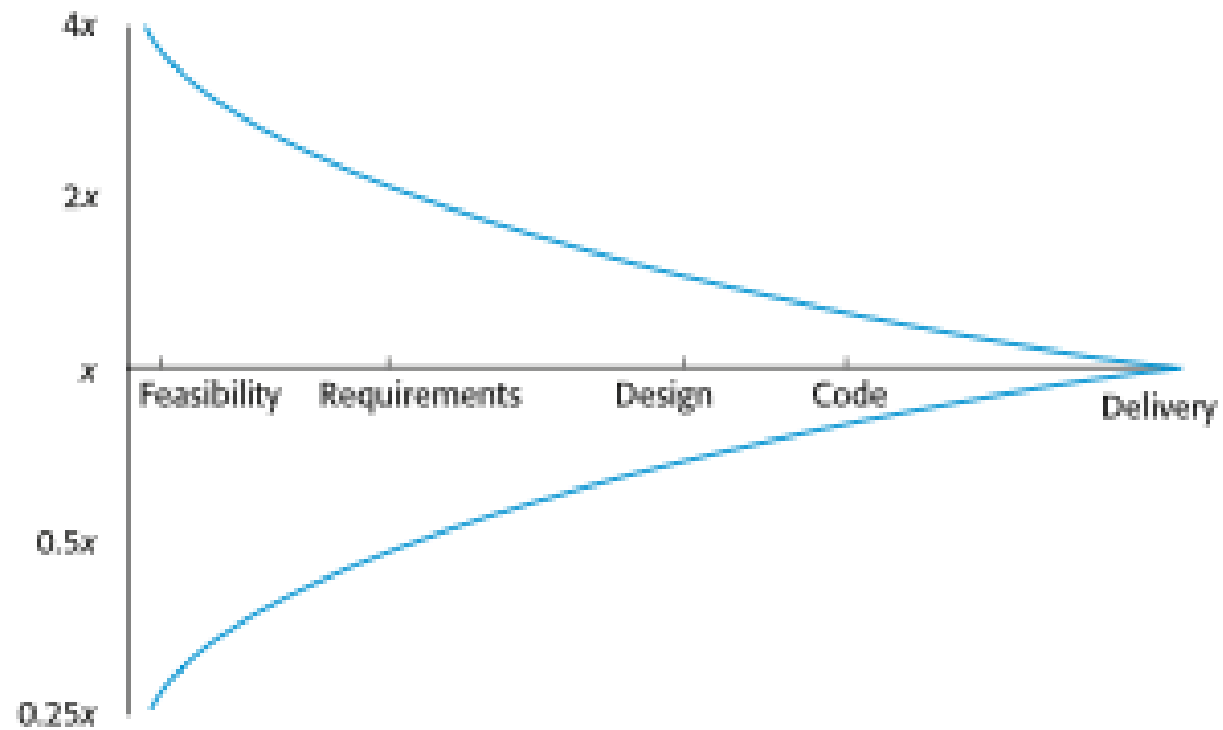 4x
2x
x
Feasibility Requirements Design Code Delivery
0.5x
0.25x